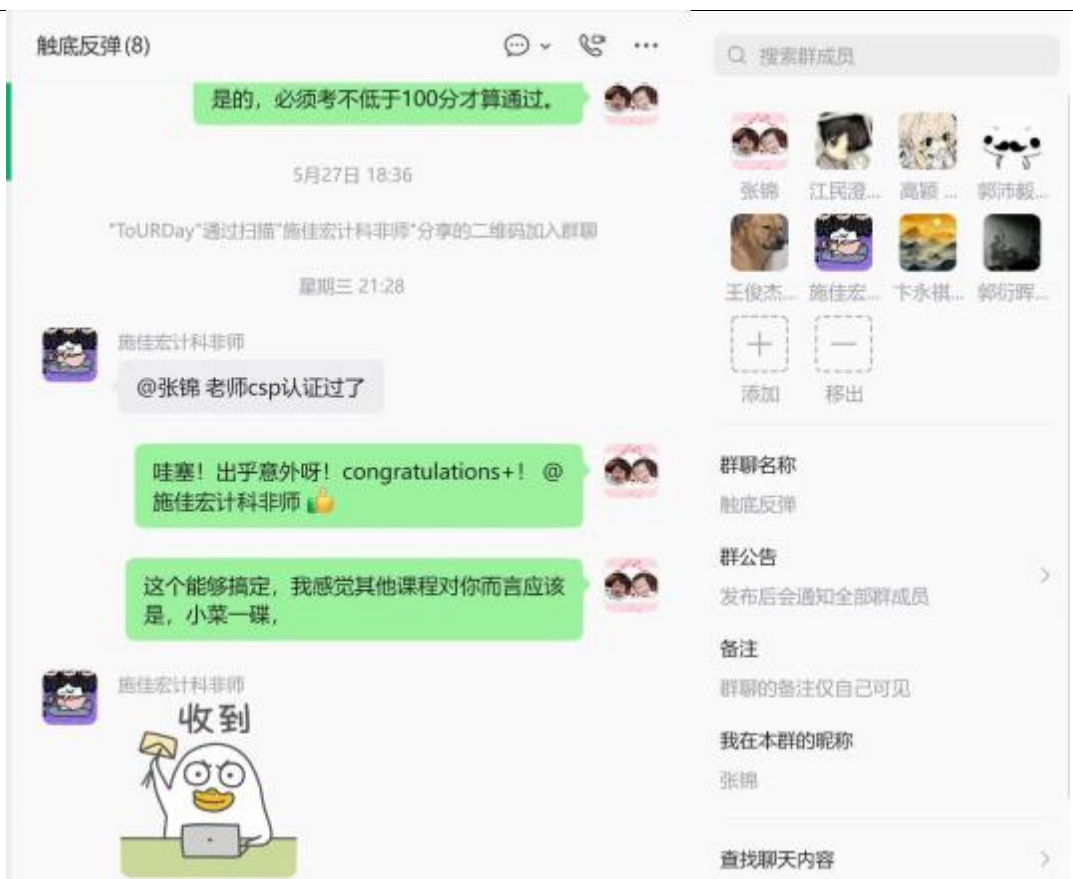 触底反弹(8)
是的，必须考不低于100分才算通过。
5月27日 18:36
"ToURDay"通过扫描"施佳宏计科非师"分享的二维码加入群聊
星期三 21:28
施佳宏计科非师
@张锦 老师csp认证过了
哇塞！出乎意外呀！congratulations+！ @
施佳宏计科非师
这个能够搞定，我感觉其他课程对你而言应该
是，小菜一碟，
施佳宏计科非师
收到
搜索群成员
张锦 江民澄... 高颖 ... 郭沛毅...
王俊杰... 施佳宏... 卞永祺... 郭衍晖...
添加 移出
群聊名称
触底反弹
群公告
发布后会通知全部群成员
备注
群聊的备注仅自己可见
我在本群的昵称
张锦
查找聊天内容